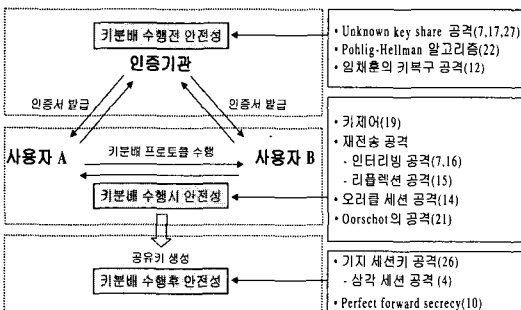 키분배 수행전 안전성
인증기관
인증서 발급
인증서 발급
사용자 A
키분배 프로토콜 수행
사용자 B
키분배 수행시 안전성
공유키 생성
키분배 수행후 안전성
• Unknown key share 공격(7,17,27)
• Pohlig-Hellman 알고리즘(22)
• 임채훈의 키복구 공격(12)
• 키제어(19)
• 재전송 공격
- 인터리빙 공격(7,16)
- 리플렉션 공격(15)
• 오러클 세션 공격(14)
• Oorschot의 공격(21)
• 기지 세션키 공격(26)
- 삼각 세션 공격(4)
• Perfect forward secrecy(10)